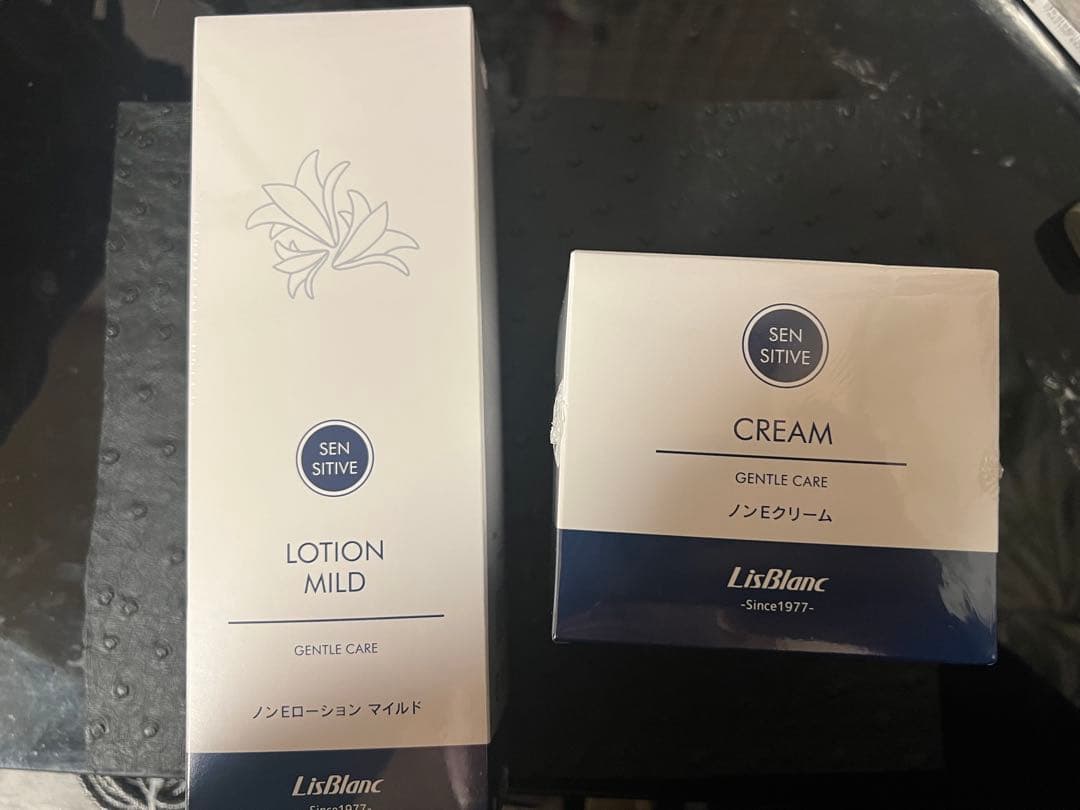 SEN
SITIVE
LOTION
MILD
GENTLE CARE
ノンEローション マイルド
LisBlanc
-Since1977-
SEN
SITIVE
CREAM
GENTLE CARE
ノンEクリーム
LisBlanc
-Since1977-